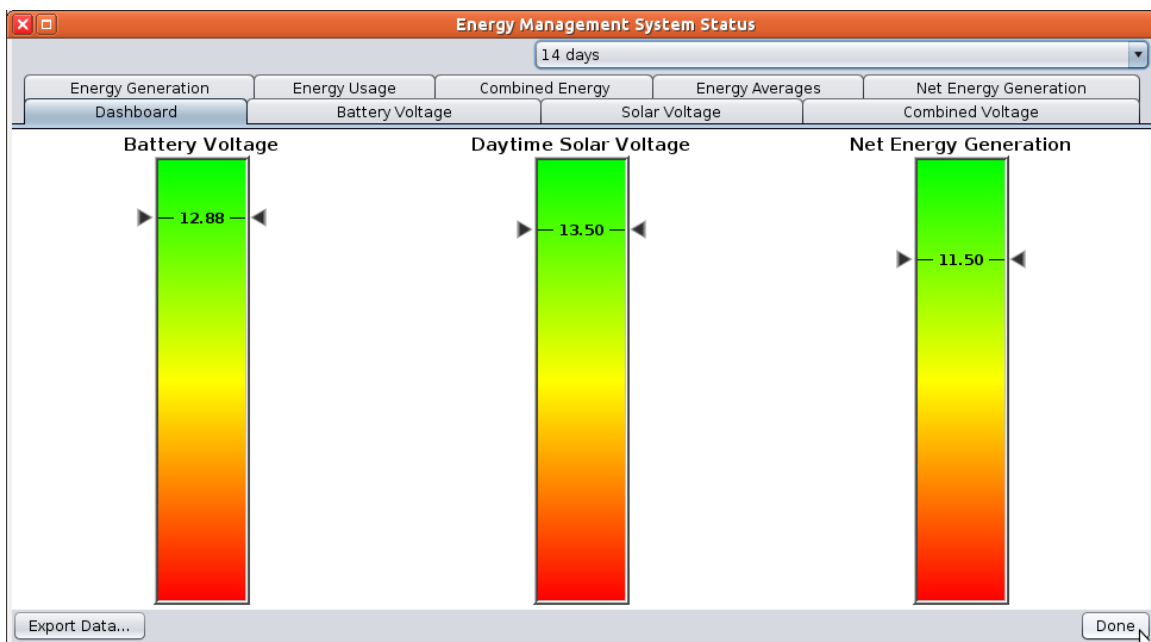 Energy Management System Status
14 days
Energy Generation Energy Usage Combined Energy Energy Averages Net Energy Generation
Dashboard Battery Voltage Solar Voltage Combined Voltage
Battery Voltage Daytime Solar Voltage Net Energy Generation
12.88
13.50
11.50
Export Data... Done